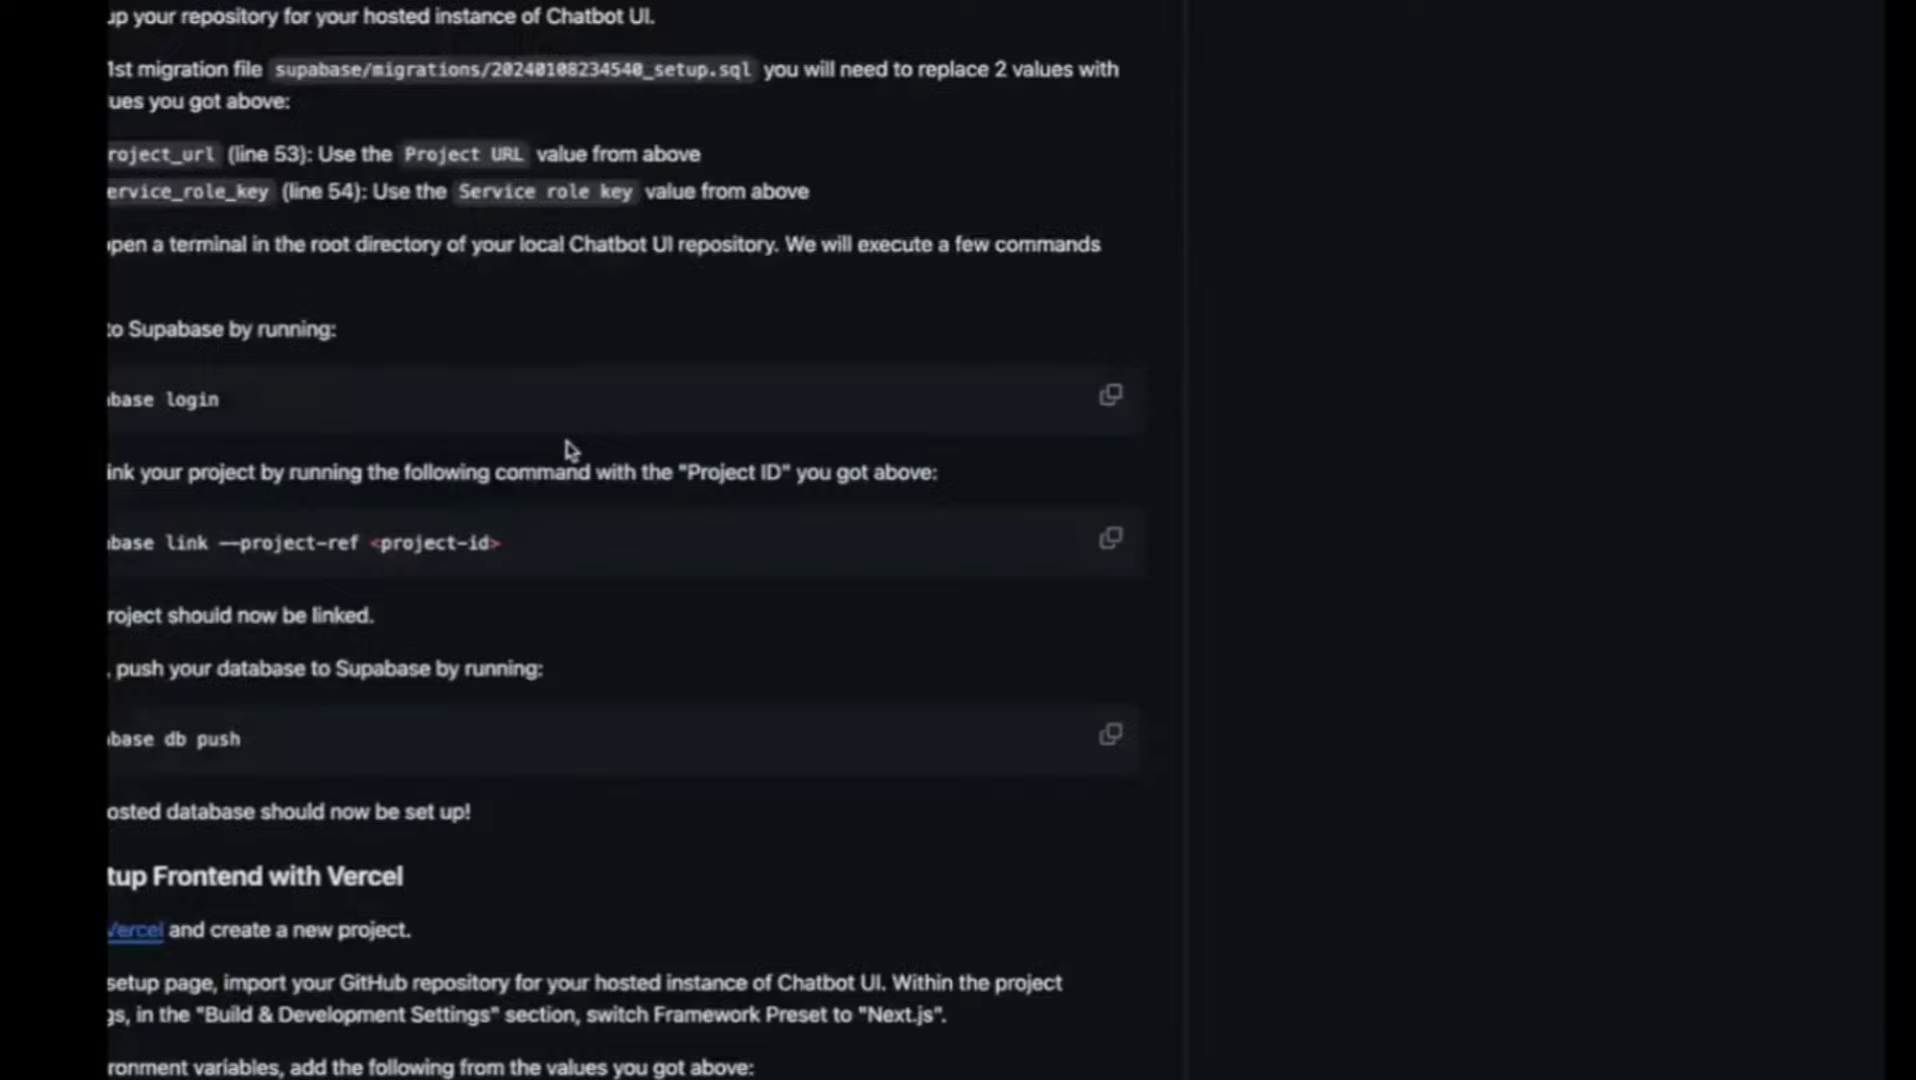 up your repository for your hosted instance of Chatbot UI.
1st migration file supabase/migrations/20240108234540_setup.sql you will need to replace 2 values with
ues you got above:
roject_url (line 53): Use the Project URL value from above
ervice_role_key (line 54): Use the Service role key value from above
open a terminal in the root directory of your local Chatbot UI repository. We will execute a few commands
to Supabase by running:
base login
ink your project by running the following command with the "Project ID" you got above:
base link --project-ref <project-id>
roject should now be linked.
, push your database to Supabase by running:
base db push
osted database should now be set up!
tup Frontend with Vercel
Vercel and create a new project.
setup page, import your GitHub repository for your hosted instance of Chatbot UI. Within the project
gs, in the "Build & Development Settings" section, switch Framework Preset to "Next.js".
ronment variables, add the following from the values you got above: